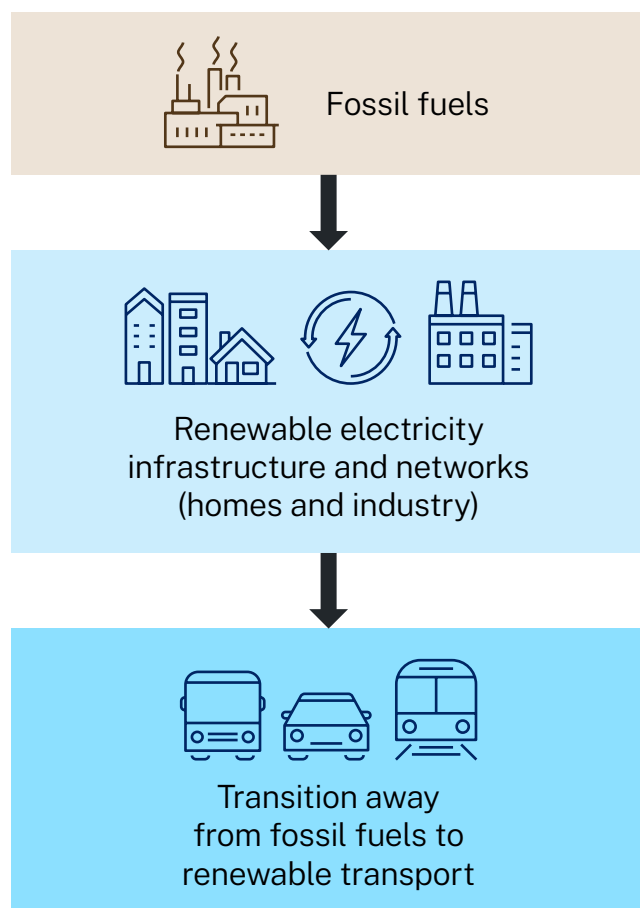 Fossil fuels
Renewable electricity
infrastructure and networks
(homes and industry)
Transition away
from fossil fuels to
renewable transport